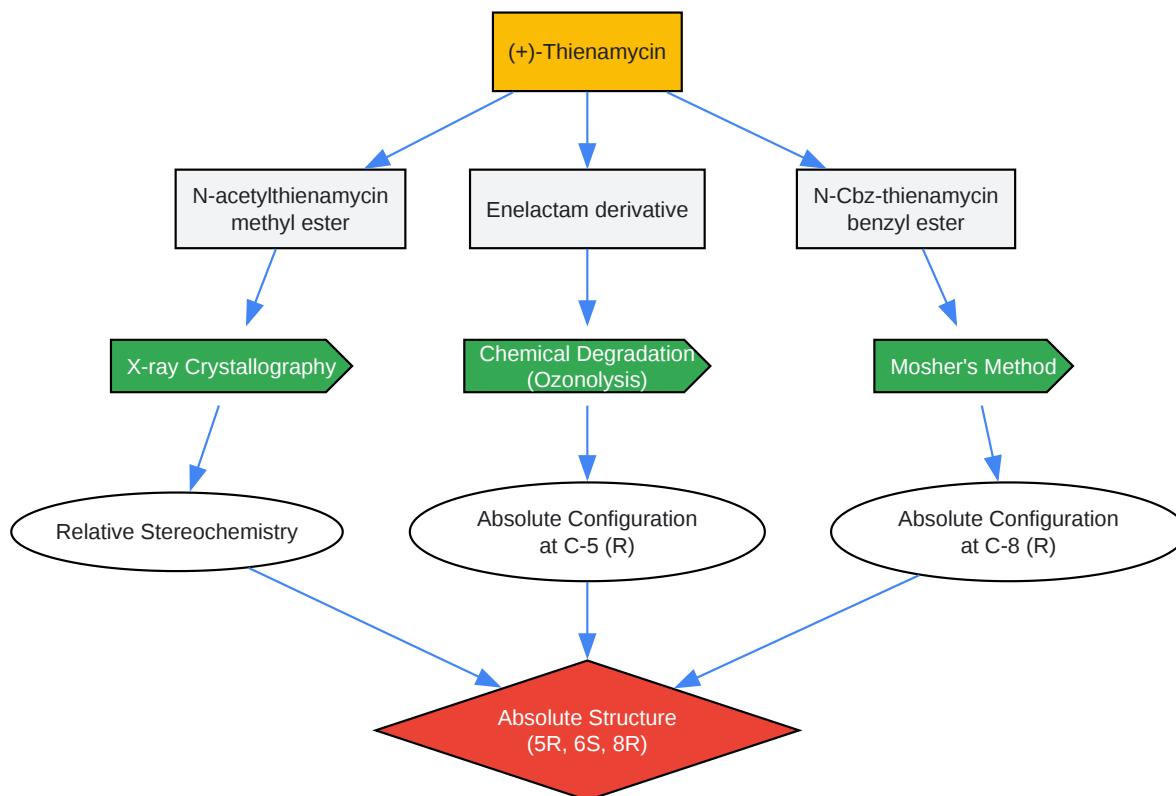 (+)-Thienamycin
N-acetylthienamycin
methyl ester
Enelactam derivative
N-Cbz-thienamycin
benzyl ester
X-ray Crystallography
Chemical Degradation
(Ozonolysis)
Mosher's Method
Relative Stereochemistry
Absolute Configuration
at C-5 (R)
Absolute Configuration
at C-8 (R)
Absolute Structure
(5R, 6S, 8R)